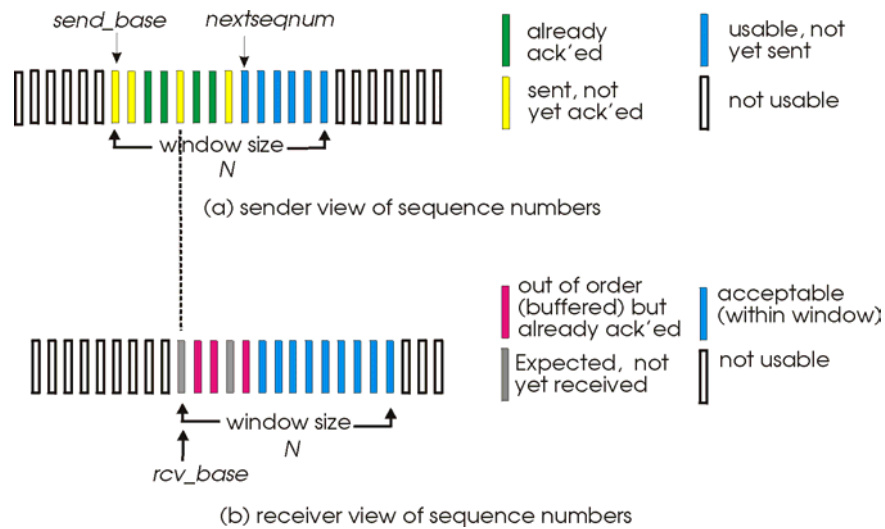 send_base
nextseqnum
already
ack'ed
usable, not
yet sent
sent, not
yet ack'ed
not usable
window size
N
(a) sender view of sequence numbers
out of order
(buffered) but
already ack'ed
acceptable
(within window)
Expected, not
yet received
not usable
window size
N
rcv_base
(b) receiver view of sequence numbers